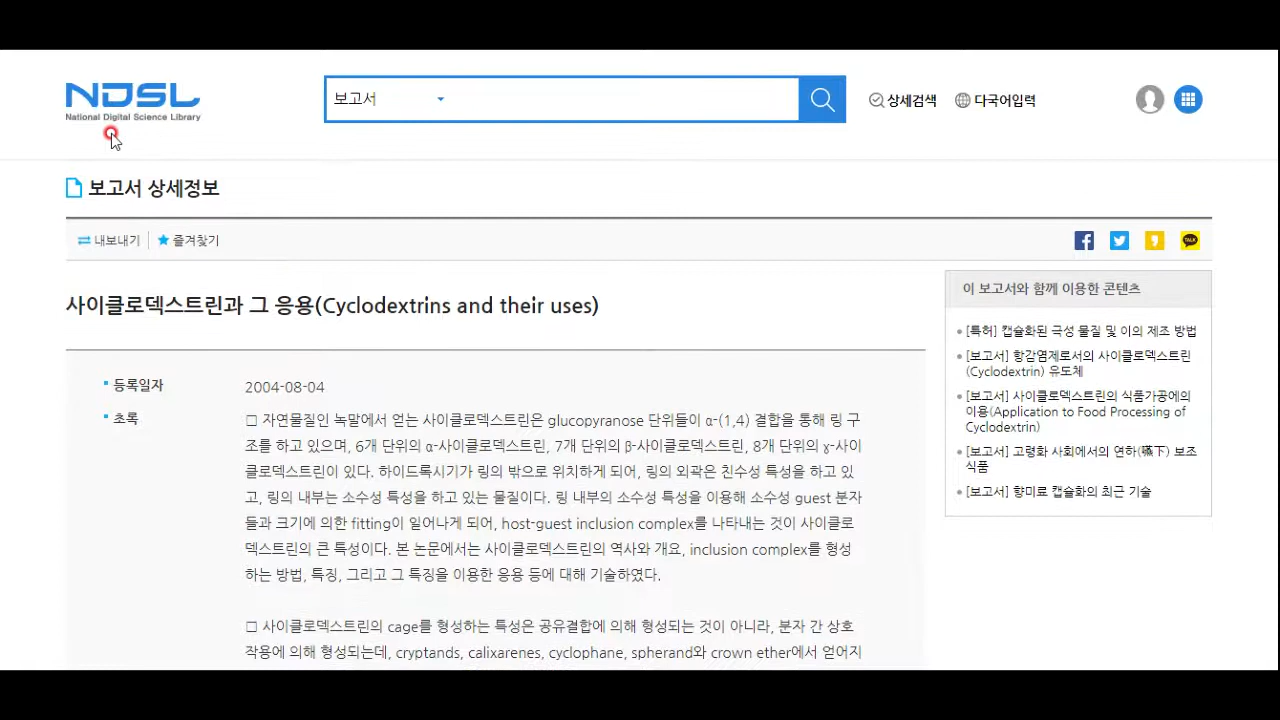 NDSL
National Digital Science Library
보고서
상세검색
다국어입력
보고서 상세정보
내보내기
즐겨찾기
TALK
사이클로덱스트린과 그 응용(Cyclodextrins and their uses)
등록일자
2004-08-04
초록
□ 자연물질인 녹말에서 얻는 사이클로덱스트린은 glucopyranose 단위들이 α-(1,4) 결합을 통해 링 구
조를 하고 있으며, 6개 단위의 α-사이클로덱스트린, 7개 단위의 β-사이클로덱스트린, 8개 단위의 ɣ-사이
클로덱스트린이 있다. 하이드록시기가 링의 밖으로 위치하게 되어, 링의 외곽은 친수성 특성을 하고 있
고, 링의 내부는 소수성 특성을 하고 있는 물질이다. 링 내부의 소수성 특성을 이용해 소수성 guest 분자
들과 크기에 의한 fitting이 일어나게 되어, host-guest inclusion complex를 나타내는 것이 사이클로
덱스트린의 큰 특성이다. 본 논문에서는 사이클로덱스트린의 역사와 개요, inclusion complex를 형성
하는 방법, 특징, 그리고 그 특징을 이용한 응용 등에 대해 기술하였다.
□ 사이클로덱스트린의 cage를 형성하는 특성은 공유결합에 의해 형성되는 것이 아니라, 분자 간 상호
작용에 의해 형성되는데, cryptands, calixarenes, cyclophane, spherand와 crown ether에서 얻어지
이 보고서와 함께 이용한 콘텐츠
[특허] 캡슐화된 극성 물질 및 이의 제조 방법
[보고서] 항감염제로서의 사이클로덱스트린
(Cyclodextrin) 유도체
[보고서] 사이클로덱스트린의 식품가공에의
이용(Application to Food Processing of
Cyclodextrin)
[보고서] 고령화 사회에서의 연하(嚥下) 보조
식품
[보고서] 향미료 캡슐화의 최근 기술